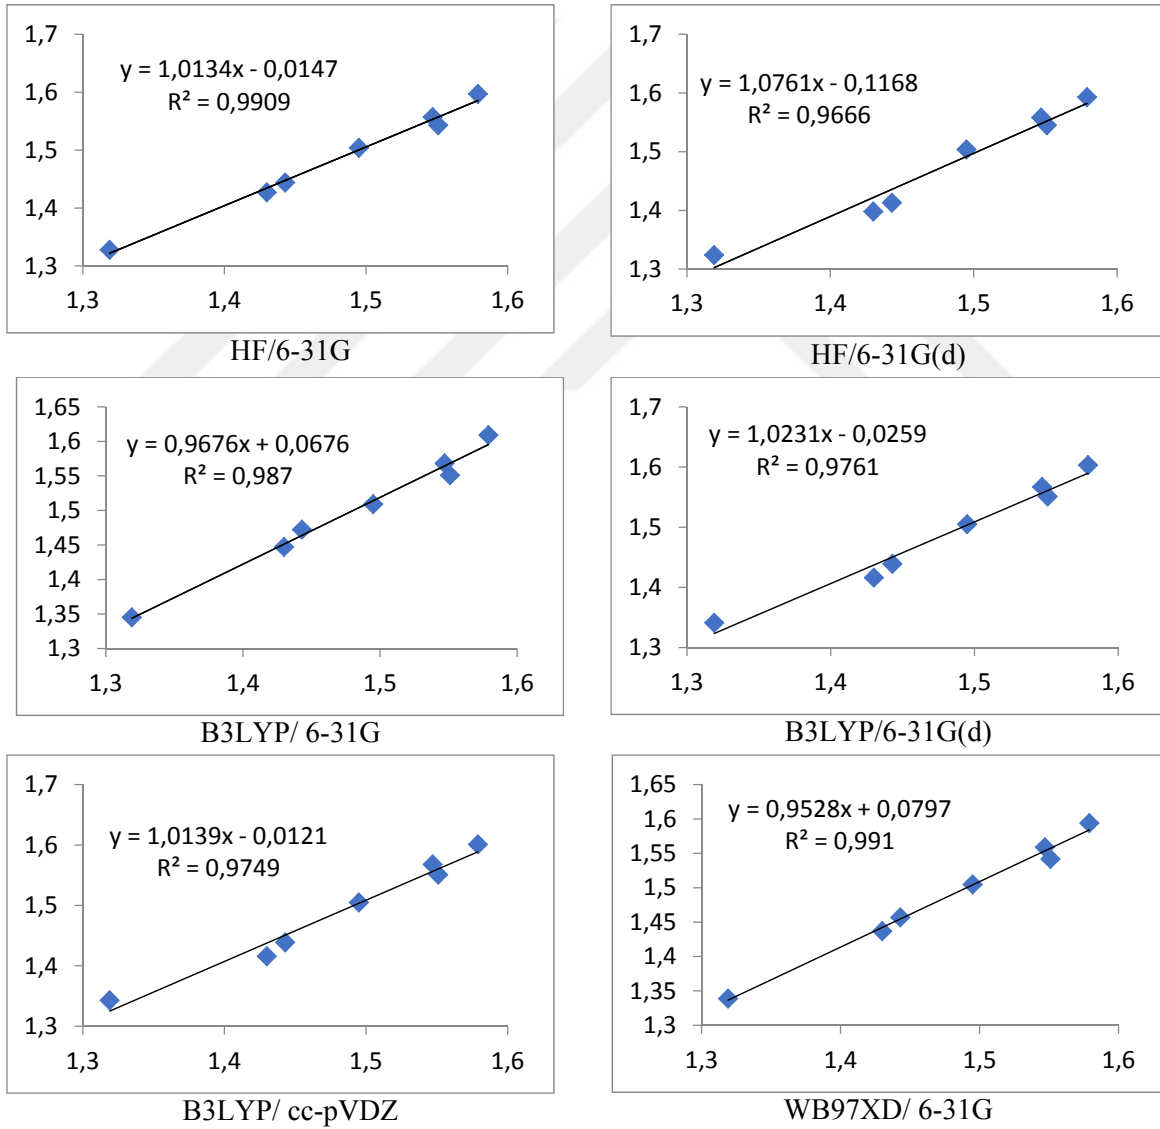 1,7
1,6
1,5
1,4
1,3
y = 1,0134x - 0,0147
R² = 0,9909
1,3 1,4 1,5 1,6
HF/6-31G
1,7
1,6
1,5
1,4
1,3
y = 1,0761x - 0,1168
R² = 0,9666
1,3 1,4 1,5 1,6
HF/6-31G(d)
1,65
1,6
1,55
1,5
1,45
1,4
1,35
1,3
y = 0,9676x + 0,0676
R² = 0,987
1,3 1,4 1,5 1,6
B3LYP/ 6-31G
1,7
1,6
1,5
1,4
1,3
y = 1,0231x - 0,0259
R² = 0,9761
1,3 1,4 1,5 1,6
B3LYP/6-31G(d)
1,7
1,6
1,5
1,4
1,3
y = 1,0139x - 0,0121
R² = 0,9749
1,3 1,4 1,5 1,6
B3LYP/ cc-pVDZ
1,65
1,6
1,55
1,5
1,45
1,4
1,35
1,3
y = 0,9528x + 0,0797
R² = 0,991
1,3 1,4 1,5 1,6
WB97XD/ 6-31G